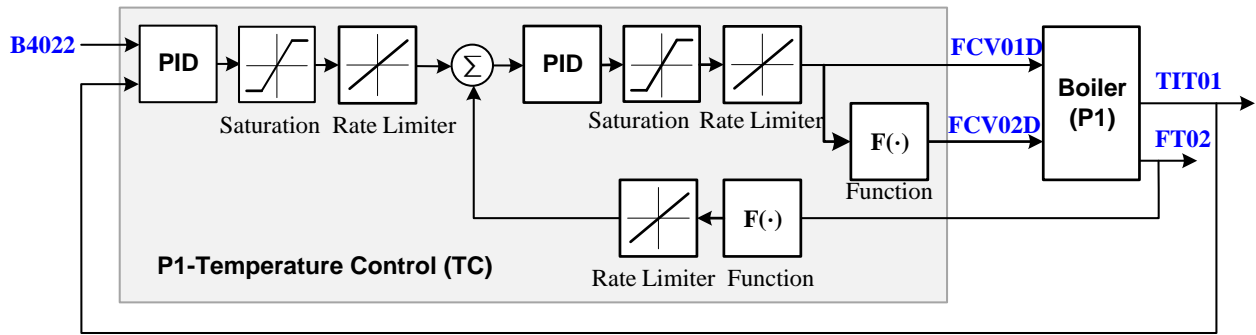 B4022
PID
Saturation
Rate Limiter
Σ
PID
Saturation
Rate Limiter
FCV01D
FCV02D
F(·)
Function
Boiler
(P1)
TIT01
FT02
Rate Limiter
F(·)
Function
P1-Temperature Control (TC)